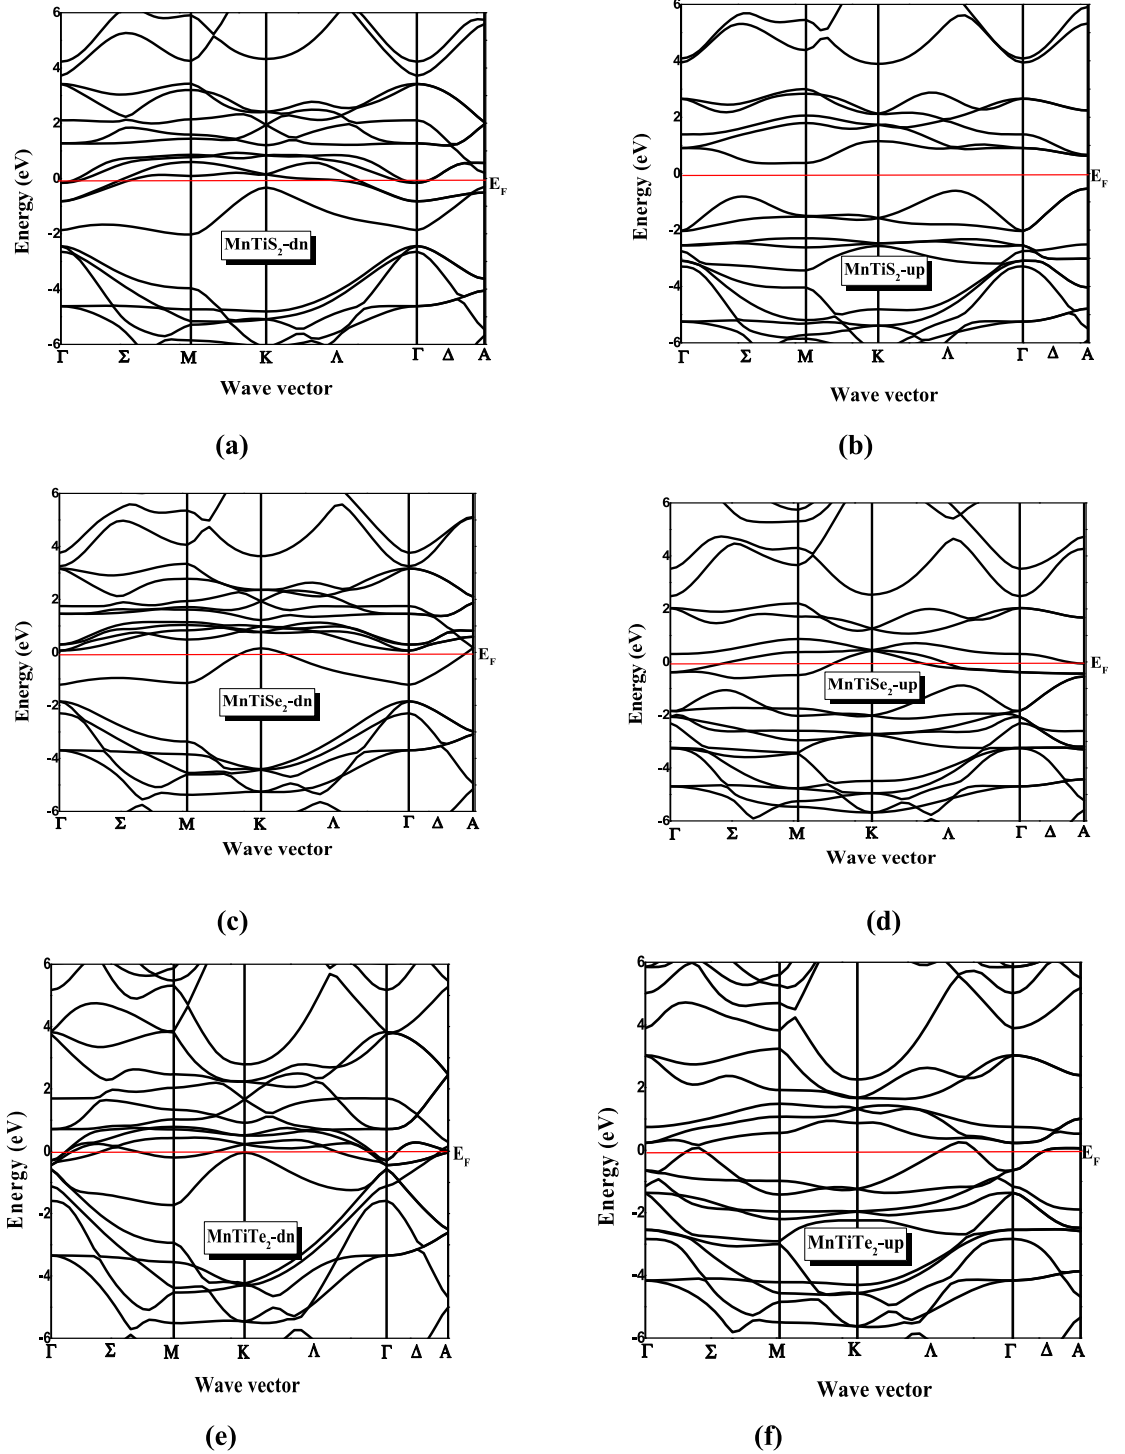 6
4
2
0
-2
-4
-6
Energy (eV)
E_F
MnTiS2-dn
Γ Σ M K Λ Γ Δ A
Wave vector
(a)
6
4
2
0
-2
-4
-6
Energy (eV)
E_F
MnTiS2-up
Γ Σ M K Λ Γ Δ A
Wave vector
(b)
6
4
2
0
-2
-4
-6
Energy (eV)
E_F
MnTiSe2-dn
Γ Σ M K Λ Γ Δ A
Wave vector
(c)
6
4
2
0
-2
-4
-6
Energy (eV)
E_F
MnTiSe2-up
Γ Σ M K Λ Γ Δ A
Wave vector
(d)
6
4
2
0
-2
-4
-6
Energy (eV)
E_F
MnTiTe2-dn
Γ Σ M K Λ Γ Δ A
Wave vector
(e)
6
4
2
0
-2
-4
-6
Energy (eV)
E_F
MnTiTe2-up
Γ Σ M K Λ Γ Δ A
Wave vector
(f)